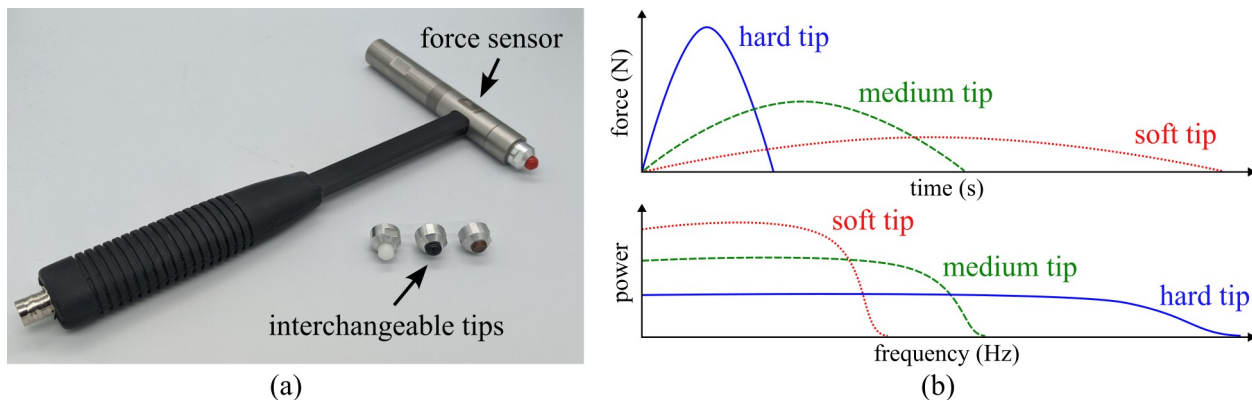 force sensor
interchangeable tips
(a)
force (N)
hard tip
medium tip
soft tip
time (s)
power
soft tip
medium tip
hard tip
frequency (Hz)
(b)